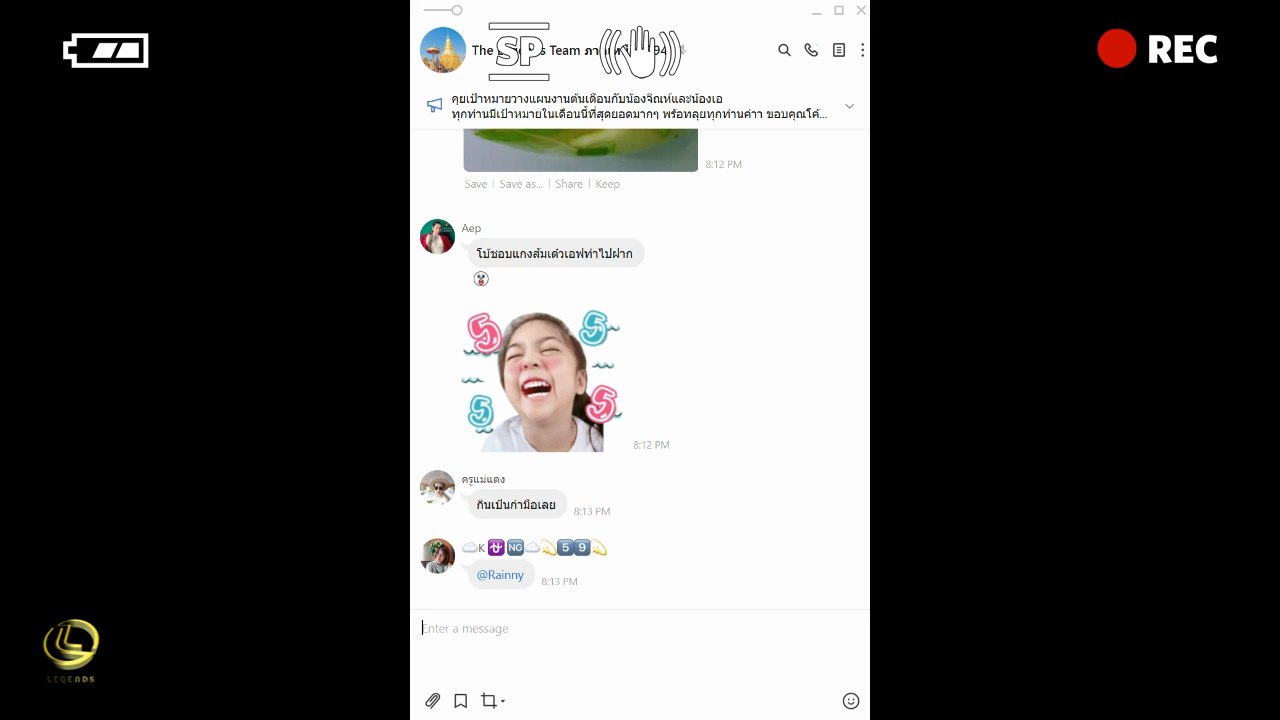 REC
SP
คุยเป้าหมายวางแผนงานต้นเดือนกับน้องจิณห์และน้องเอ
ทุกท่านมีเป้าหมายในเดือนนี้ที่สุดยอดมากๆ พร้อทลุยทุกท่านค่าา ขอบคุณโค้...
8:12 PM
Save | Save as... | Share | Keep
Aep
โบ้ชอบแกงส้มเด๋วเอฟทำไปฝาก
5 5
5 5
8:12 PM
ครูแม่แดง
กินเป็นกำมือเลย
8:13 PM
K NG 5 9
@Rainny
8:13 PM
Enter a message
LEGENDS